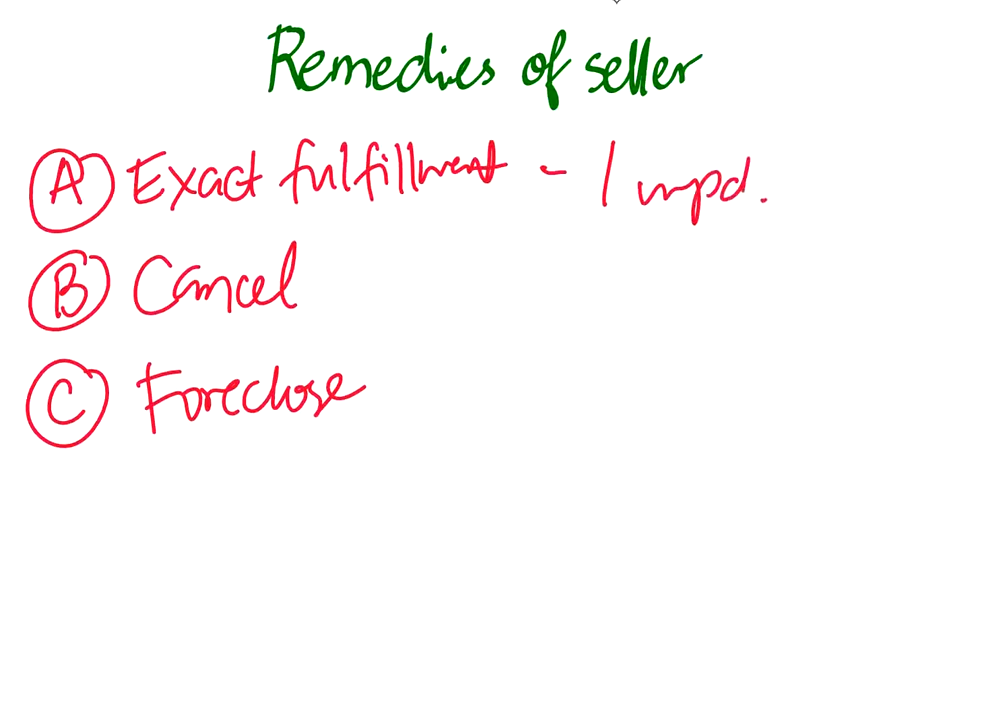 Remedies of seller
A Exact fulfillment - 1 unpd.
B Cancel
C Foreclose